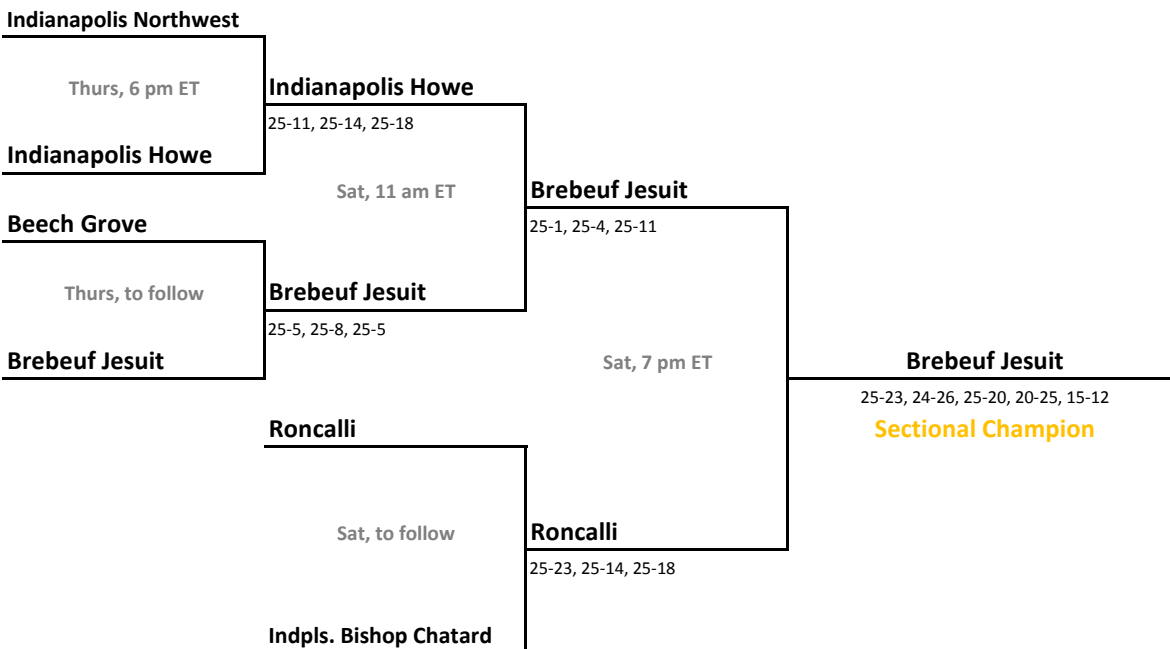 Indianapolis Northwest
Thurs, 6 pm ET
Indianapolis Howe
25-11, 25-14, 25-18
Indianapolis Howe
Sat, 11 am ET
Brebeuf Jesuit
Beech Grove
25-1, 25-4, 25-11
Thurs, to follow
Brebeuf Jesuit
25-5, 25-8, 25-5
Brebeuf Jesuit
Sat, 7 pm ET
Brebeuf Jesuit
25-23, 24-26, 25-20, 20-25, 15-12
Roncalli
Sectional Champion
Sat, to follow
Roncalli
25-23, 25-14, 25-18
Indpls. Bishop Chatard